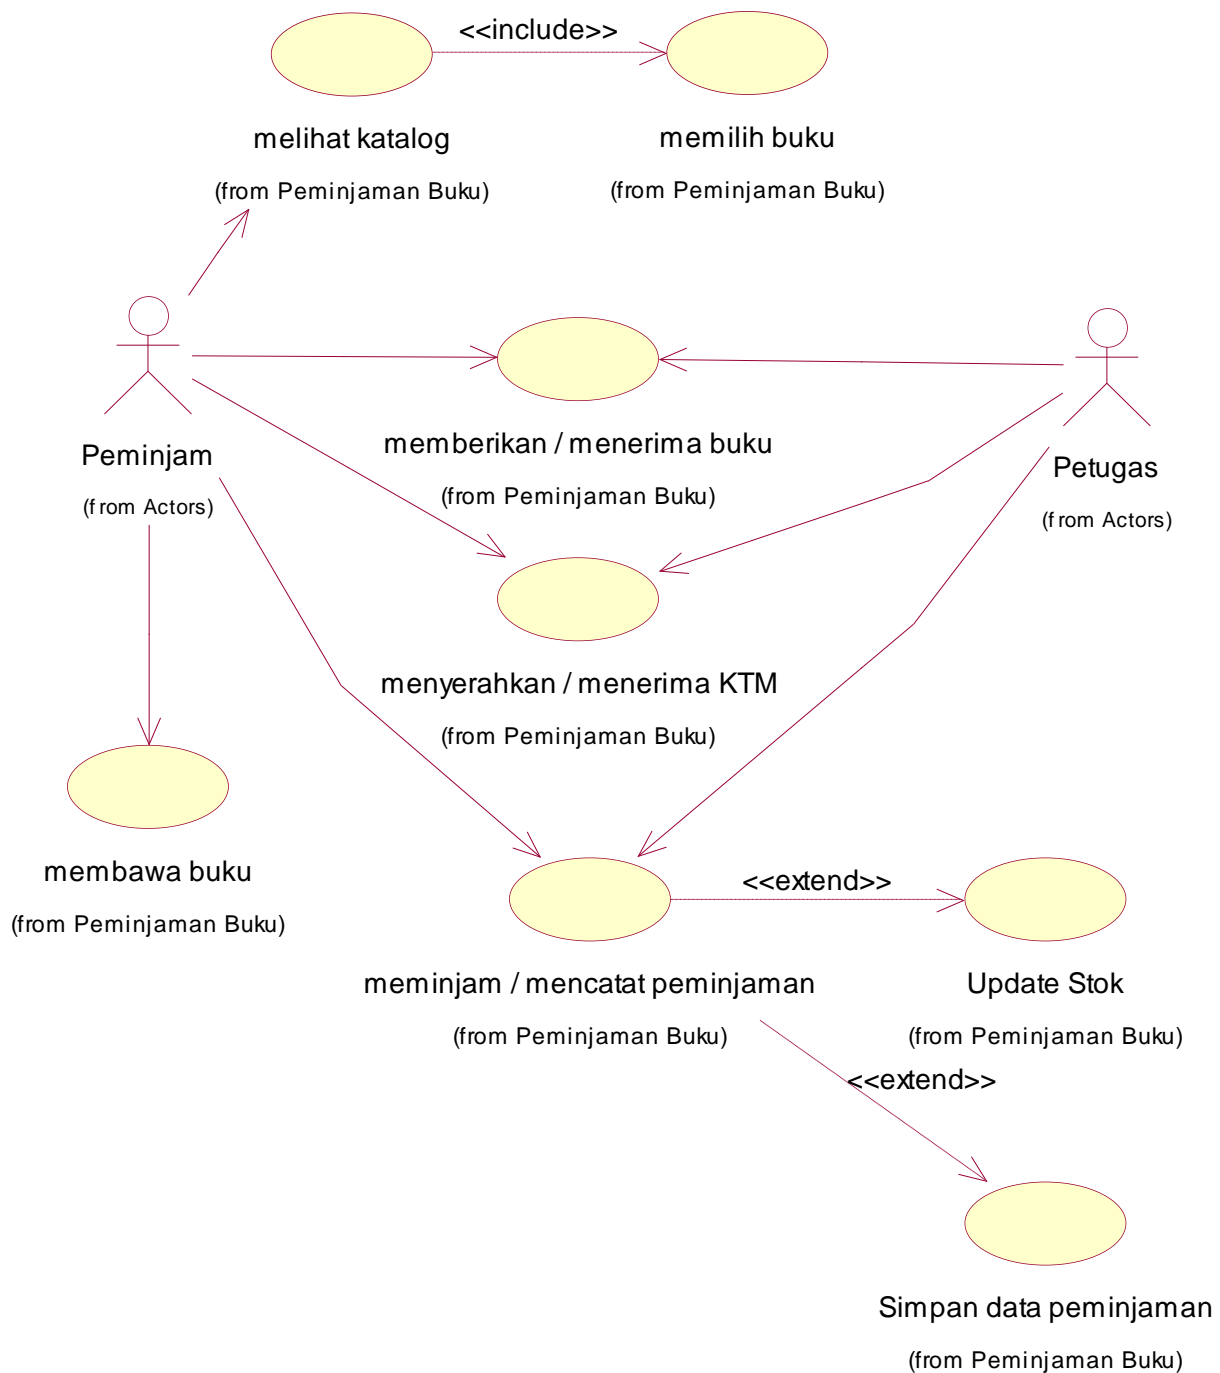 <<include>>
melihat katalog
(from Peminjaman Buku)
memilih buku
(from Peminjaman Buku)
Peminjam
(from Actors)
memberikan / menerima buku
(from Peminjaman Buku)
Petugas
(from Actors)
menyerahkan / menerima KTM
(from Peminjaman Buku)
membawa buku
(from Peminjaman Buku)
<<extend>>
meminjam / mencatat peminjaman
(from Peminjaman Buku)
Update Stok
(from Peminjaman Buku)
<<extend>>
Simpan data peminjaman
(from Peminjaman Buku)